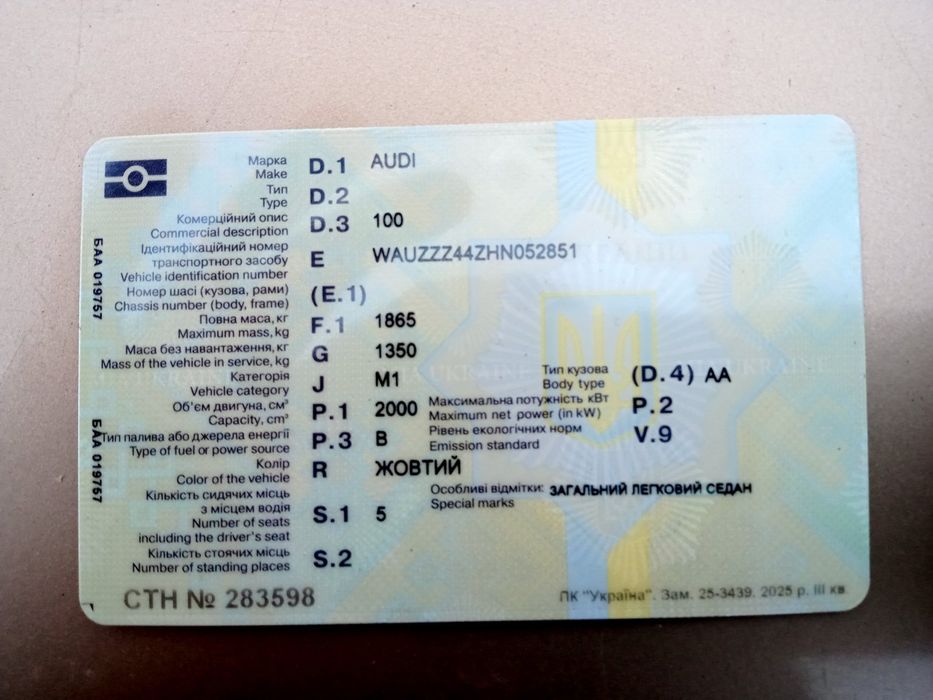 БАА 019757
БАА 019757
Марка
Make D.1 AUDI
Тип
Type D.2
Комерційний опис
Commercial description D.3 100
Ідентифікаційний номер
транспортного засобу
Vehicle identification number E WAUZZZ44ZHN052851
Номер шасі (кузова, рами)
Chassis number (body, frame) (E.1)
Повна маса, кг
Maximum mass, kg F.1 1865
Маса без навантаження, кг
Mass of the vehicle in service, kg G 1350
Категорія
Vehicle category J M1
Тип кузова
Body type (D.4) AA
Об'єм двигуна, см³
Capacity, cm³ P.1 2000
Максимальна потужність кВт
Maximum net power (in kW) P.2
Тип палива або джерела енергії
Type of fuel or power source P.3 B
Рівень екологічних норм
Emission standard V.9
Колір
Color of the vehicle R ЖОВТИЙ
Кількість сидячих місць
з місцем водія
Number of seats
including the driver's seat S.1 5
Особливі відмітки: ЗАГАЛЬНИЙ ЛЕГКОВИЙ СЕДАН
Special marks
Кількість стоячих місць
Number of standing places S.2
СТН № 283598
ПК "Україна". Зам. 25-3439. 2025 р. III кв